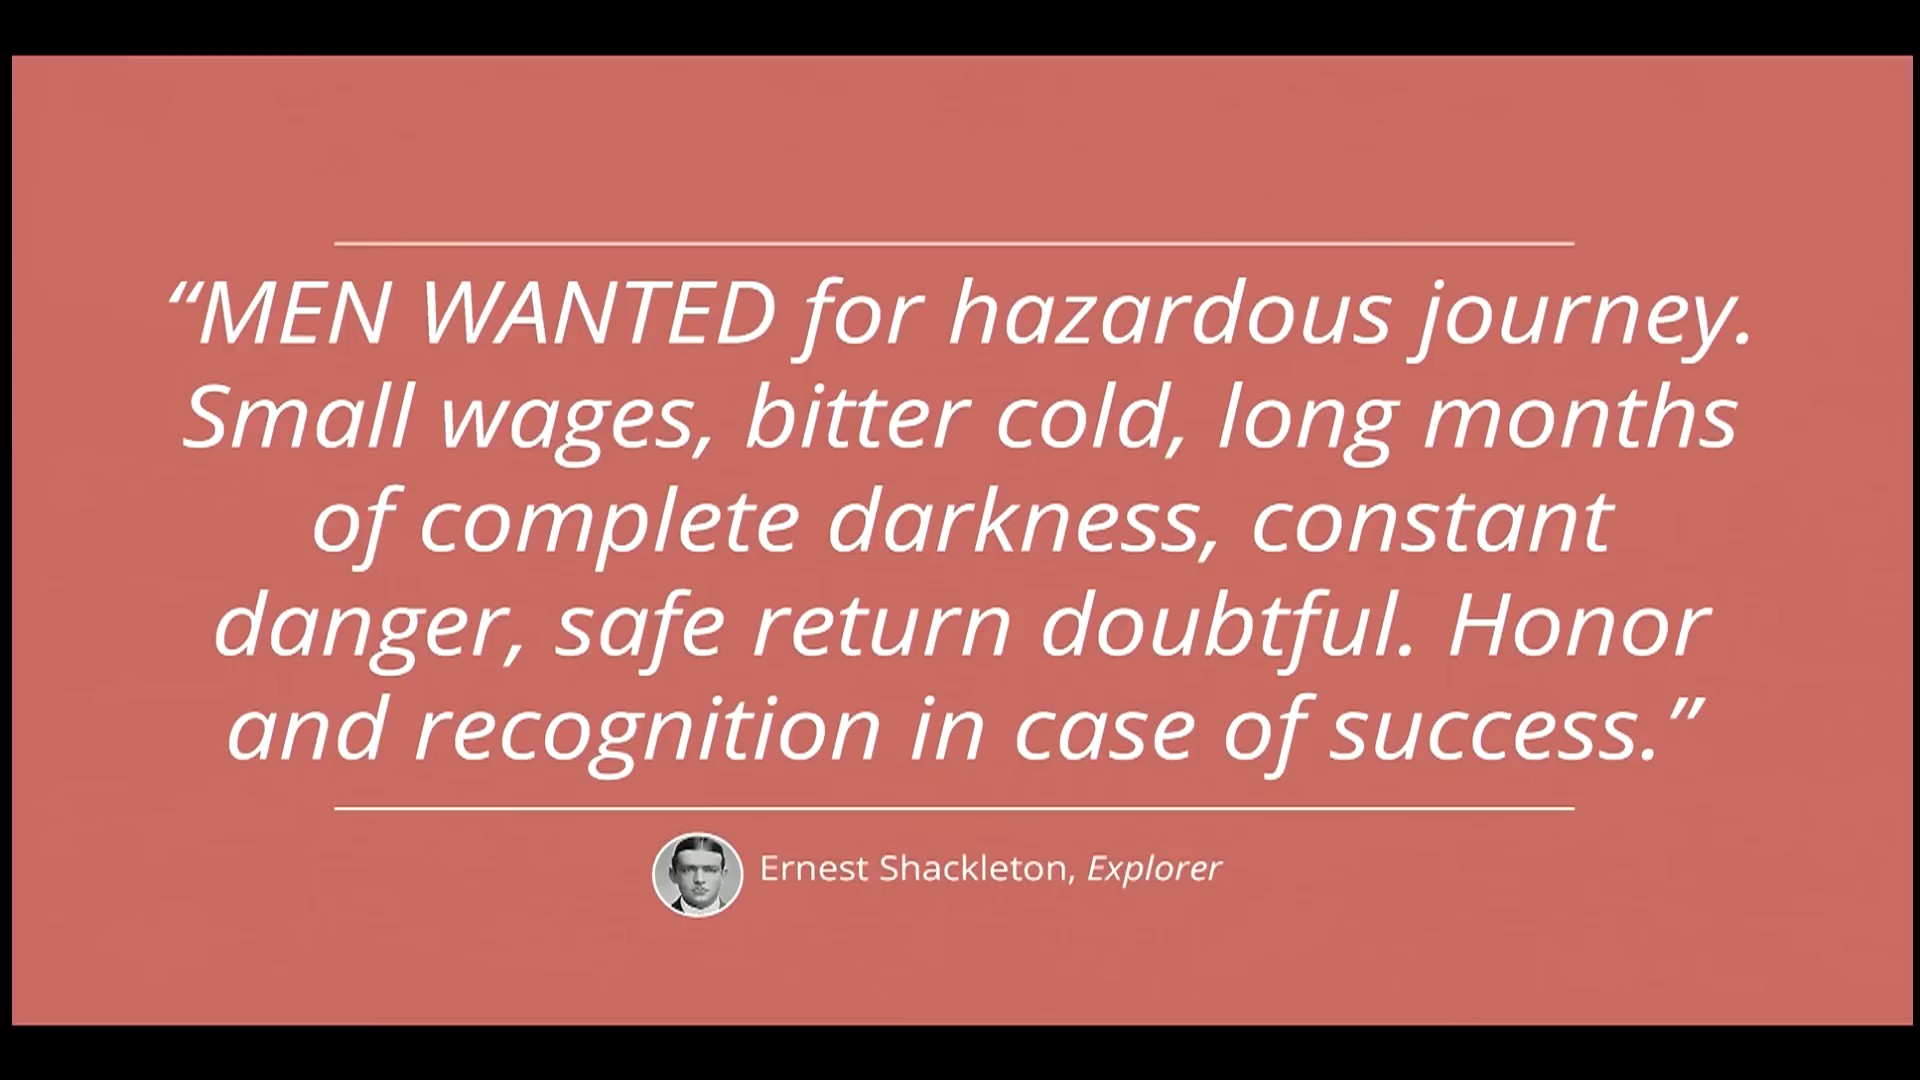 “MEN WANTED for hazardous journey.
Small wages, bitter cold, long months
of complete darkness, constant
danger, safe return doubtful. Honor
and recognition in case of success.”
Ernest Shackleton, Explorer